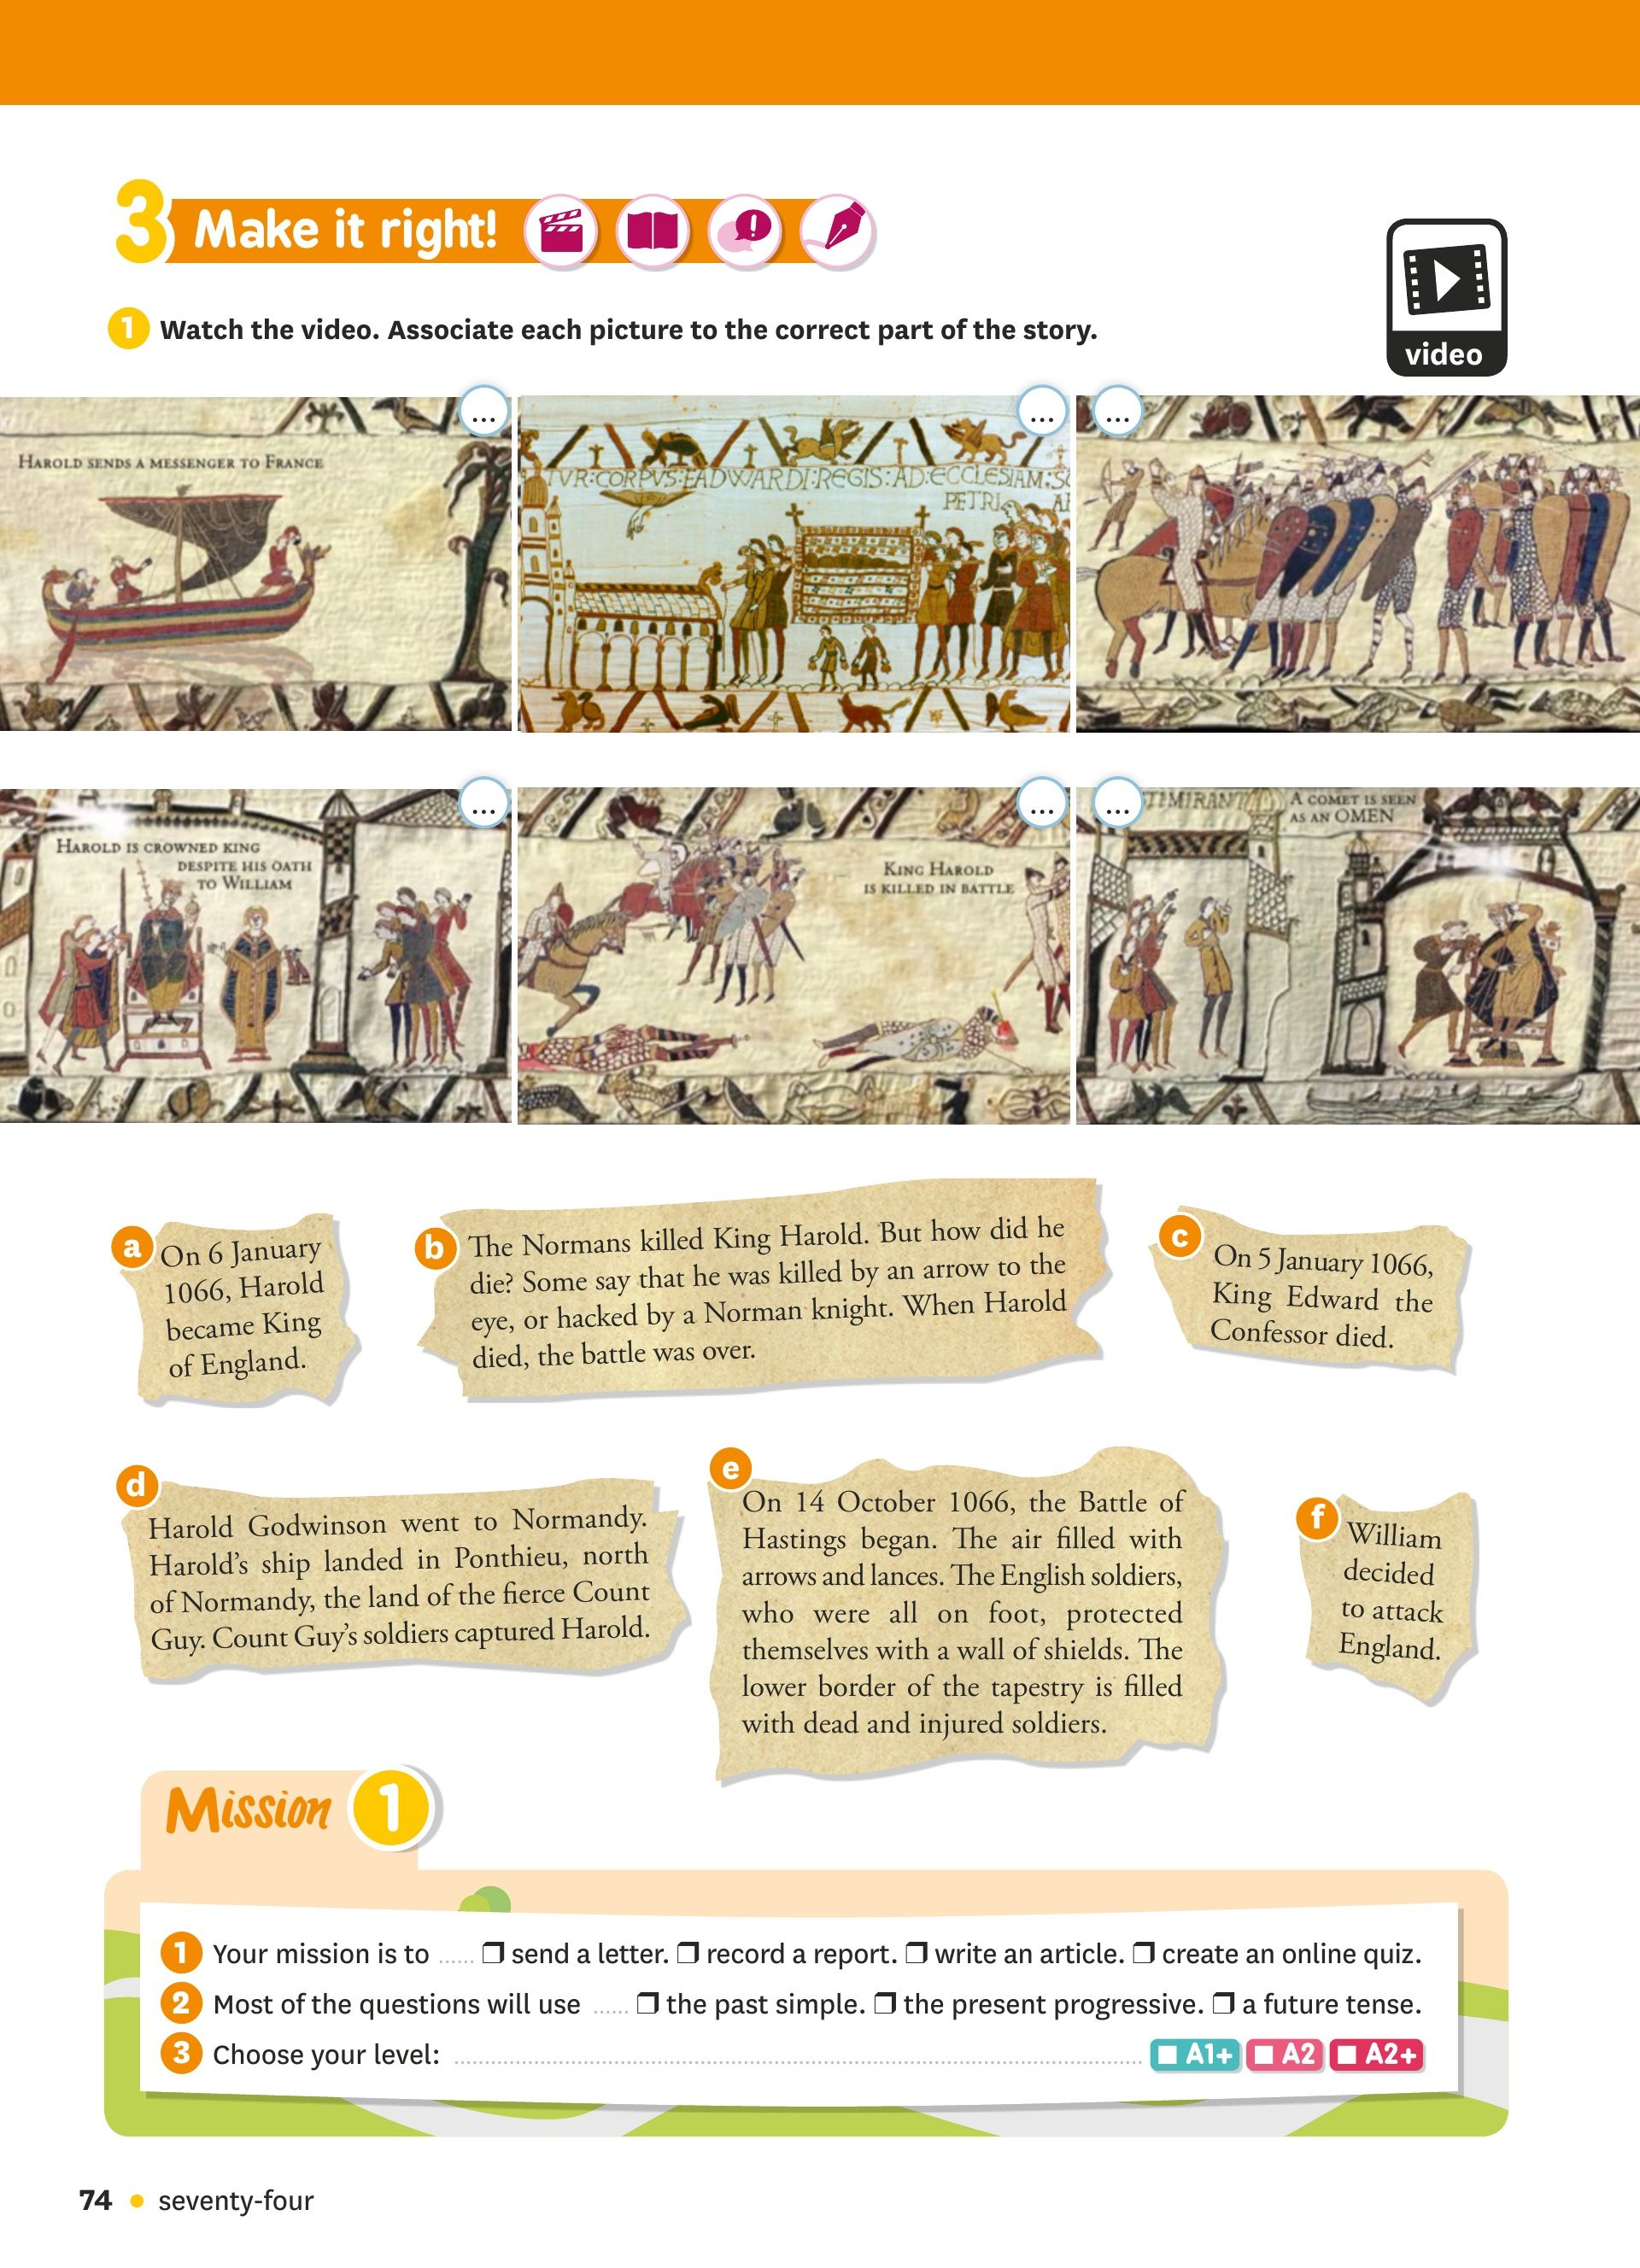 3 Make it right!
video
1 Watch the video. Associate each picture to the correct part of the story.
...
...
...
HAROLD SENDS A MESSENGER TO FRANCE
TVR:CORPVS:EADWARDI:REGIS:AD:ECCLESIAM:SC
PETRI
...
...
...
HAROLD IS CROWNED KING
DESPITE HIS OATH
TO WILLIAM
KING HAROLD
IS KILLED IN BATTLE
TIMIRANT
A COMET IS SEEN
AS AN OMEN
a
On 6 January
1066, Harold
became King
of England.
b
The Normans killed King Harold. But how did he
die? Some say that he was killed by an arrow to the
eye, or hacked by a Norman knight. When Harold
died, the battle was over.
c
On 5 January 1066,
King Edward the
Confessor died.
d
Harold Godwinson went to Normandy.
Harold's ship landed in Ponthieu, north
of Normandy, the land of the fierce Count
Guy. Count Guy's soldiers captured Harold.
e
On 14 October 1066, the Battle of
Hastings began. The air filled with
arrows and lances. The English soldiers,
who were all on foot, protected
themselves with a wall of shields. The
lower border of the tapestry is filled
with dead and injured soldiers.
f
William
decided
to attack
England.
Mission 1
1 Your mission is to ...... ❒ send a letter. ❒ record a report. ❒ write an article. ❒ create an online quiz.
2 Most of the questions will use ...... ❒ the past simple. ❒ the present progressive. ❒ a future tense.
3 Choose your level: ...... ■ A1+ ■ A2 ■ A2+
74 • seventy-four